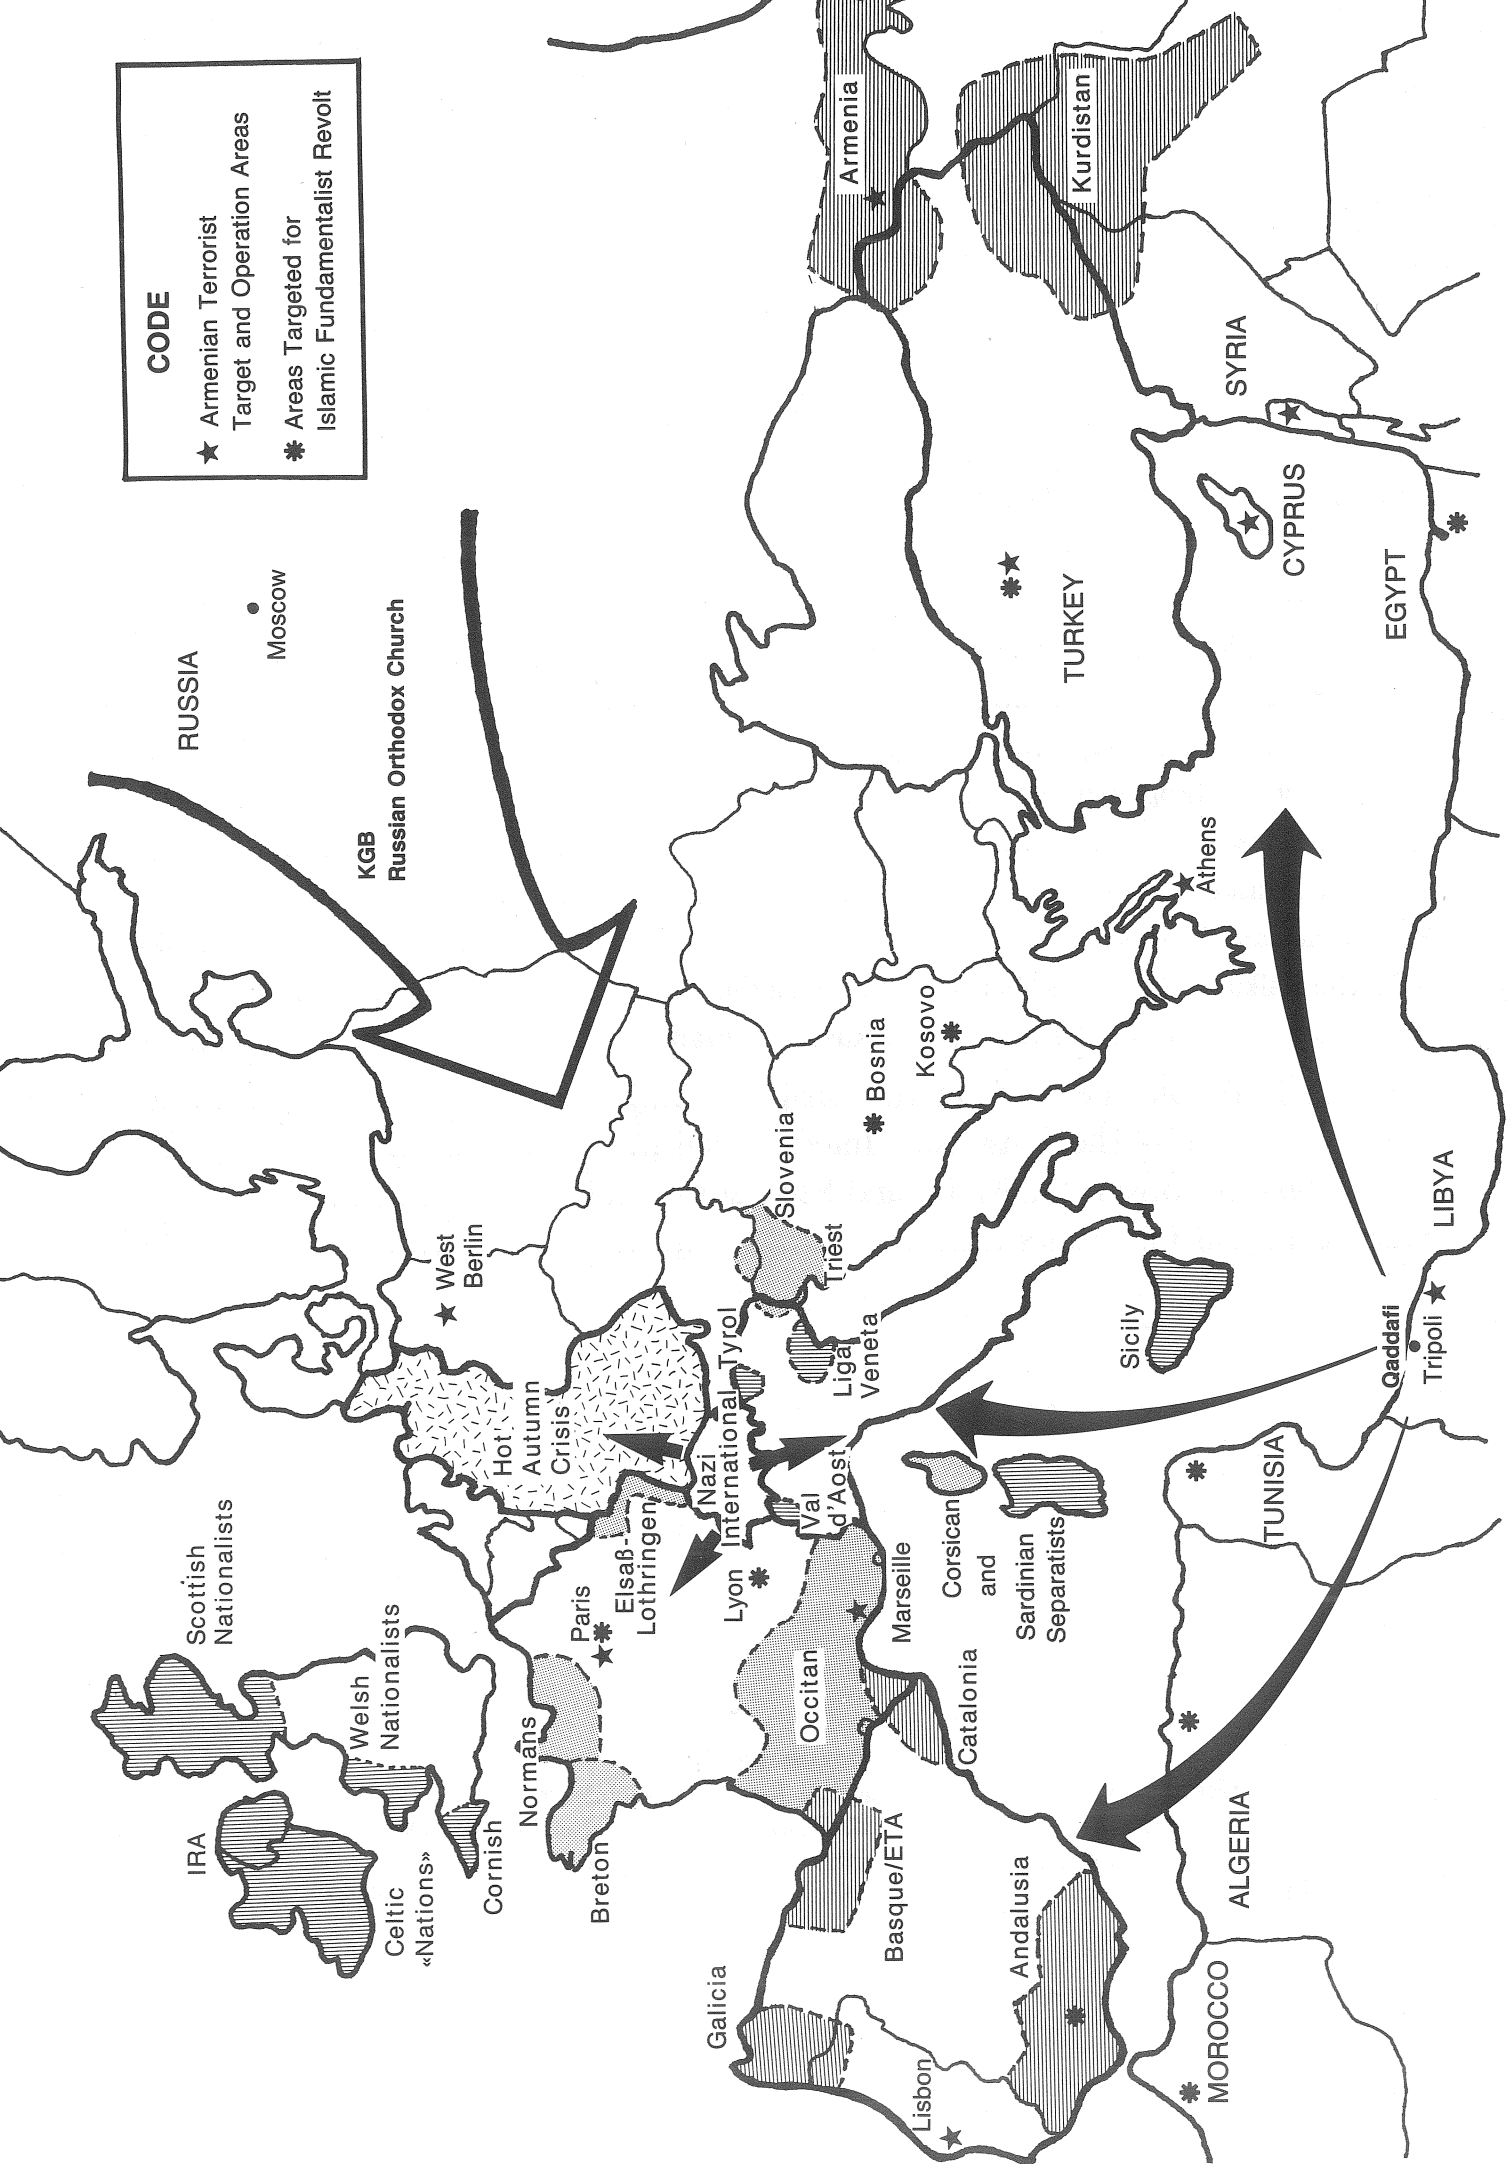 CODE
★ Armenian Terrorist
Target and Operation Areas
✱ Areas Targeted for
Islamic Fundamentalist Revolt
RUSSIA
Moscow
KGB
Russian Orthodox Church
Scottish
Nationalists
IRA
Welsh
Nationalists
Celtic
«Nations»
Cornish
Normans
Breton
Paris
West
Berlin
Hot
Autumn
Crisis
Elsaß-
Lothringen
Nazi
International
Tyrol
Lyon
Val
d'Aost
Liga
Veneta
Triest
Slovenia
Bosnia
Kosovo
Armenia
Kurdistan
TURKEY
SYRIA
CYPRUS
EGYPT
Athens
Galicia
Basque/ETA
Occitan
Marseille
Catalonia
Corsican
and
Sardinian
Separatists
Sicily
Lisbon
Andalusia
MOROCCO
ALGERIA
TUNISIA
Qaddafi
Tripoli
LIBYA